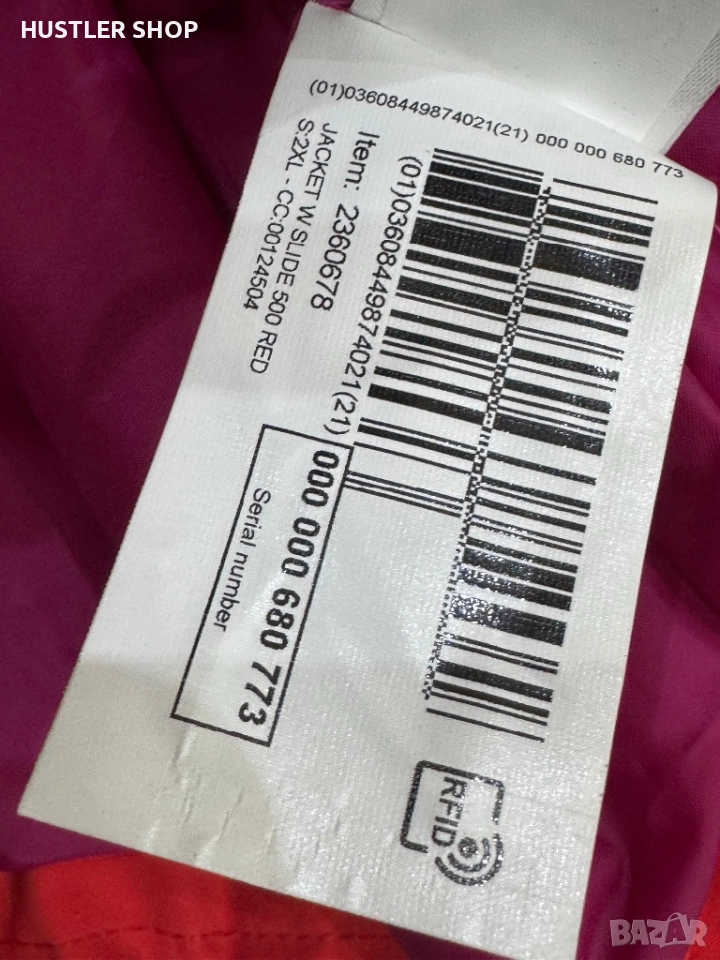 HUSTLER SHOP
(01)03608449874021(21) 000 000 680 773
(01)03608449874021(21)
000 000 680 773
Serial number
Item: 2360678
JACKET W SLIDE 500 RED
S:2XL - CC:00124504
RFID
BAZAR